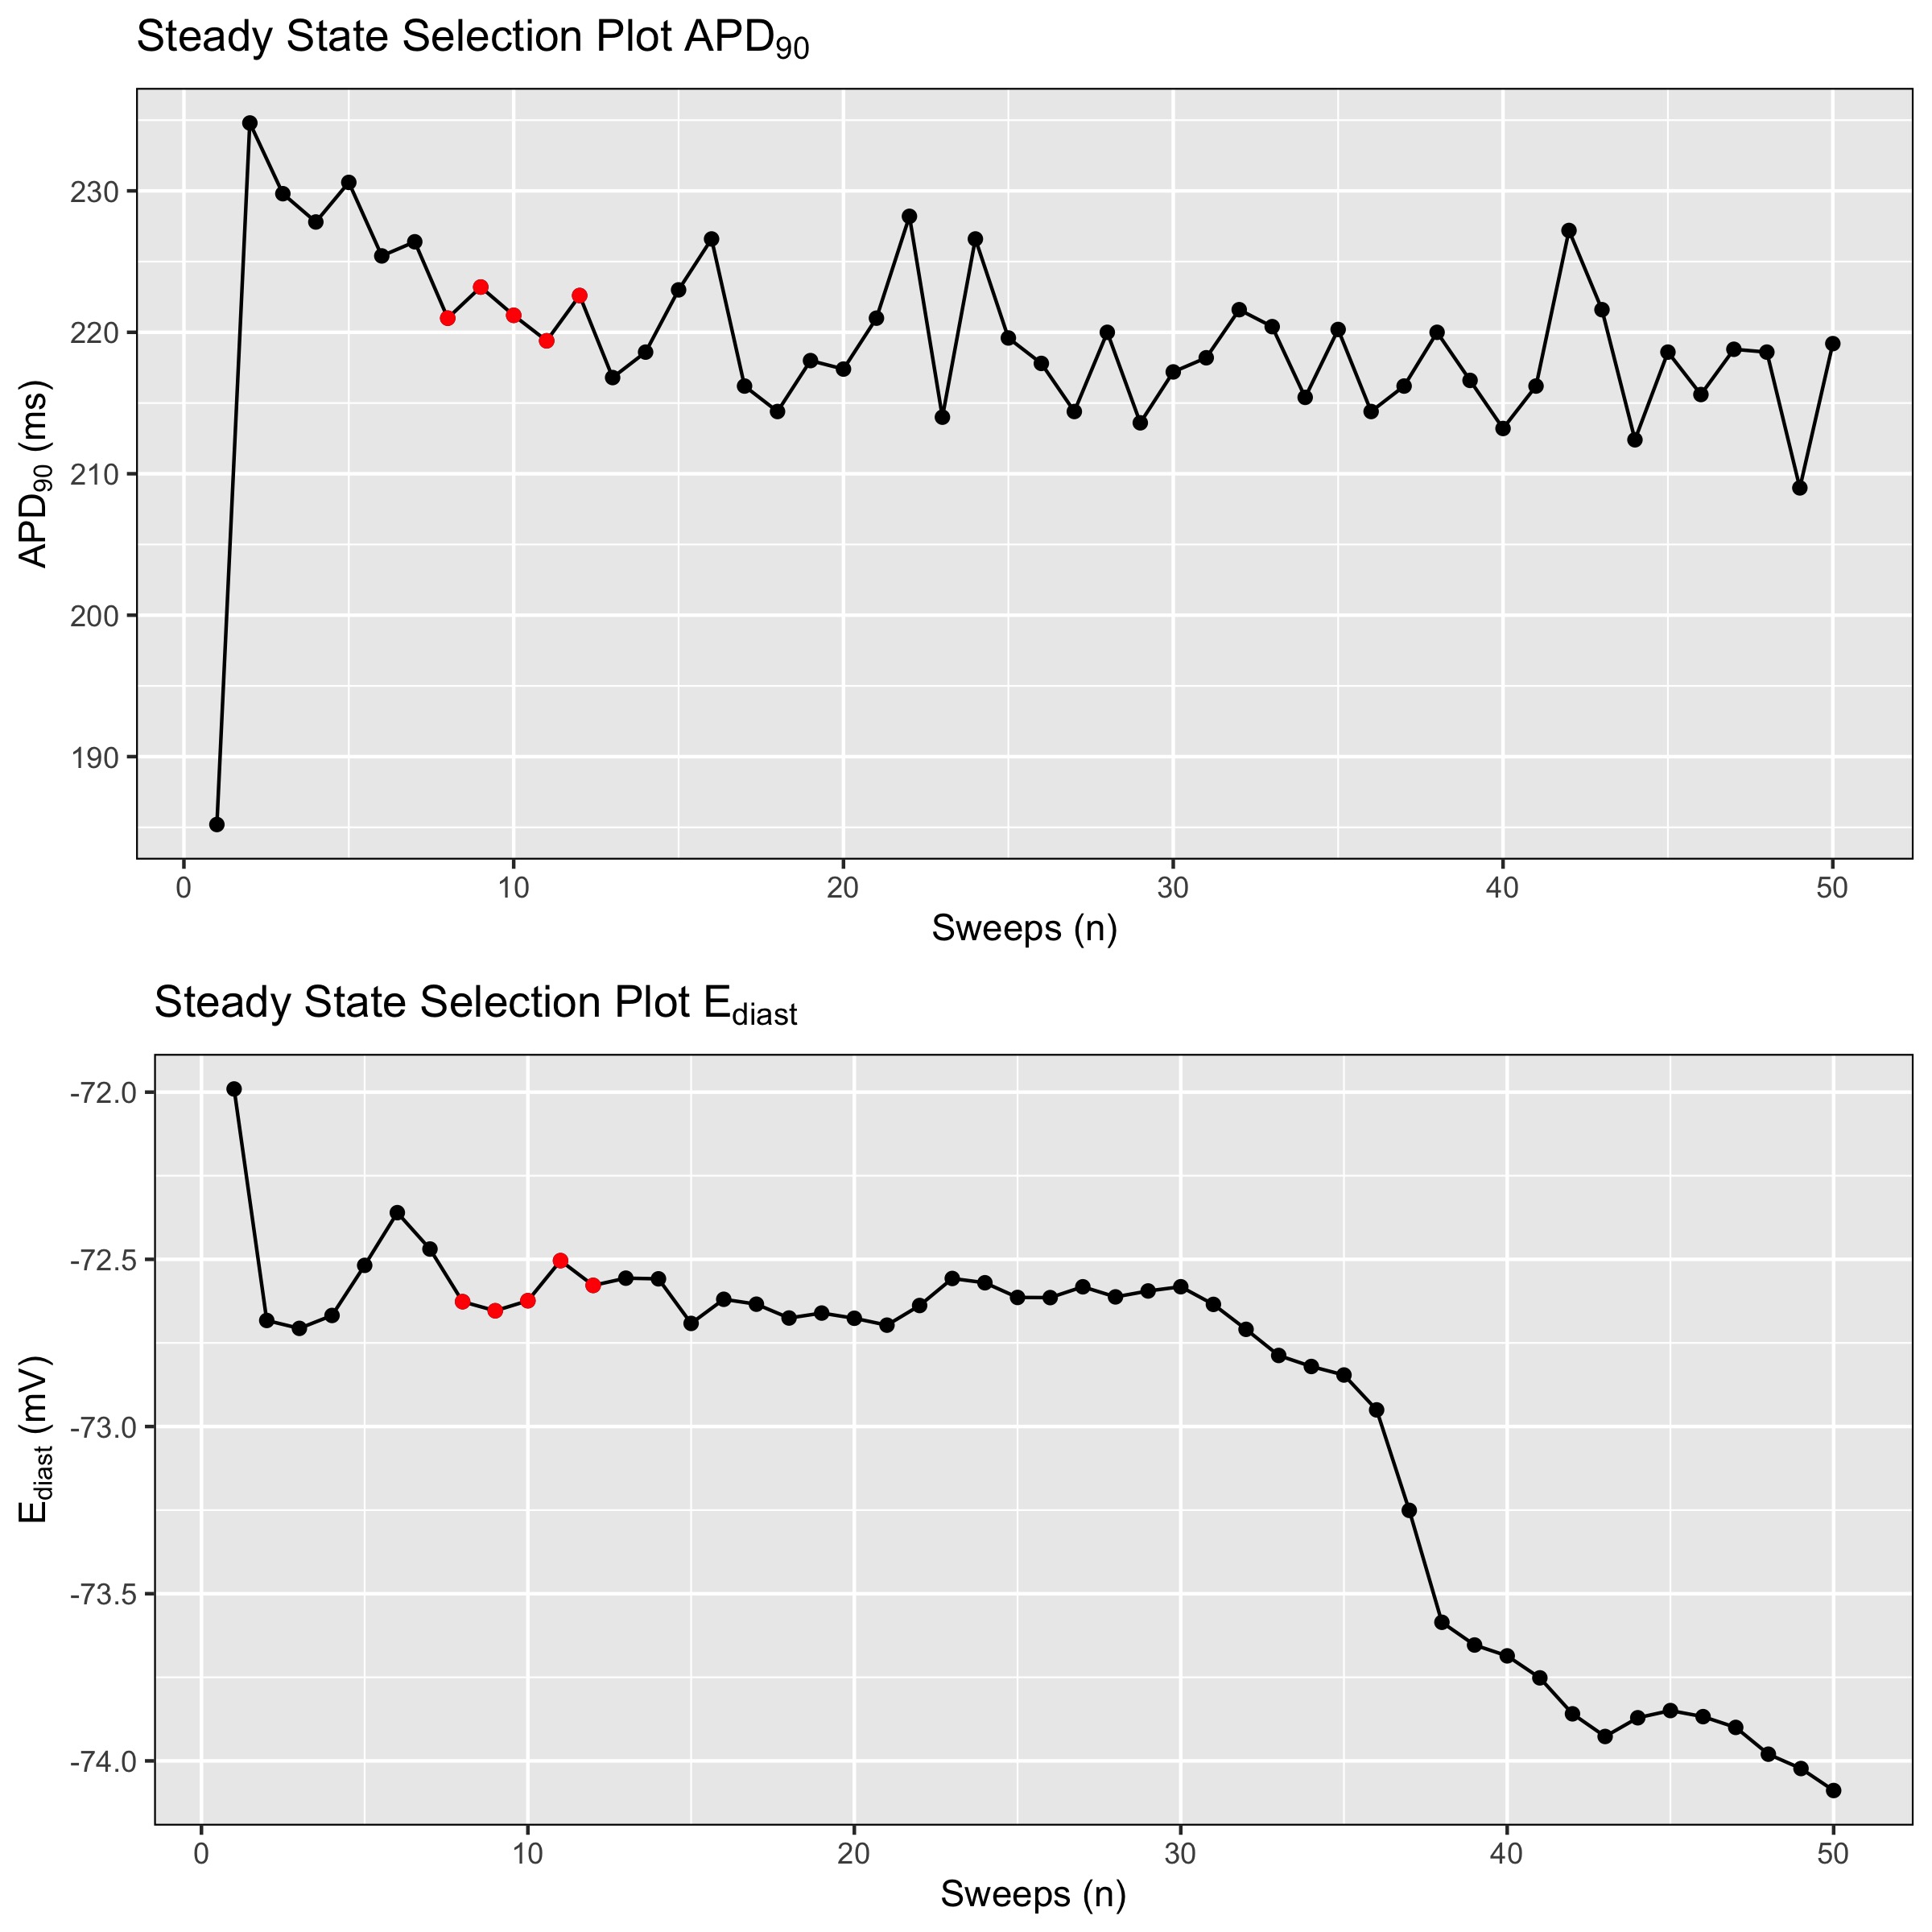 Steady State Selection Plot APD90
230
220
210
200
190
APD90 (ms)
0 10 20 30 40 50
Sweeps (n)
Steady State Selection Plot Ediast
-72.0
-72.5
-73.0
-73.5
-74.0
Ediast (mV)
0 10 20 30 40 50
Sweeps (n)